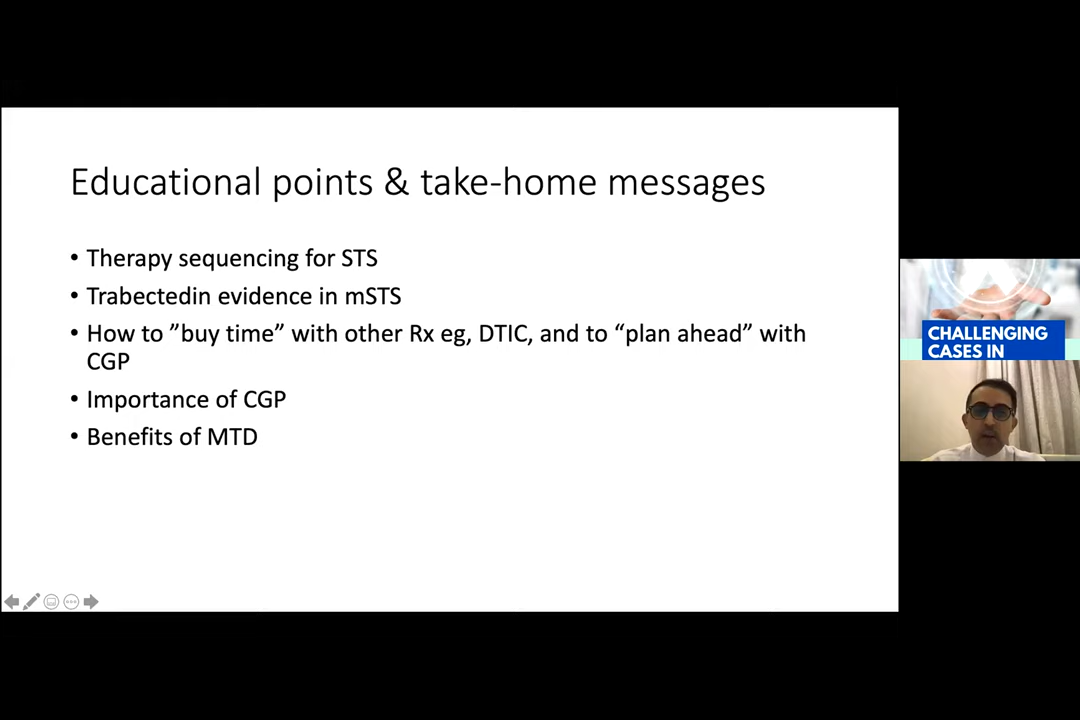 Educational points & take-home messages
• Therapy sequencing for STS
• Trabectedin evidence in mSTS
• How to ”buy time” with other Rx eg, DTIC, and to “plan ahead” with
CGP
• Importance of CGP
• Benefits of MTD
CHALLENGING
CASES IN